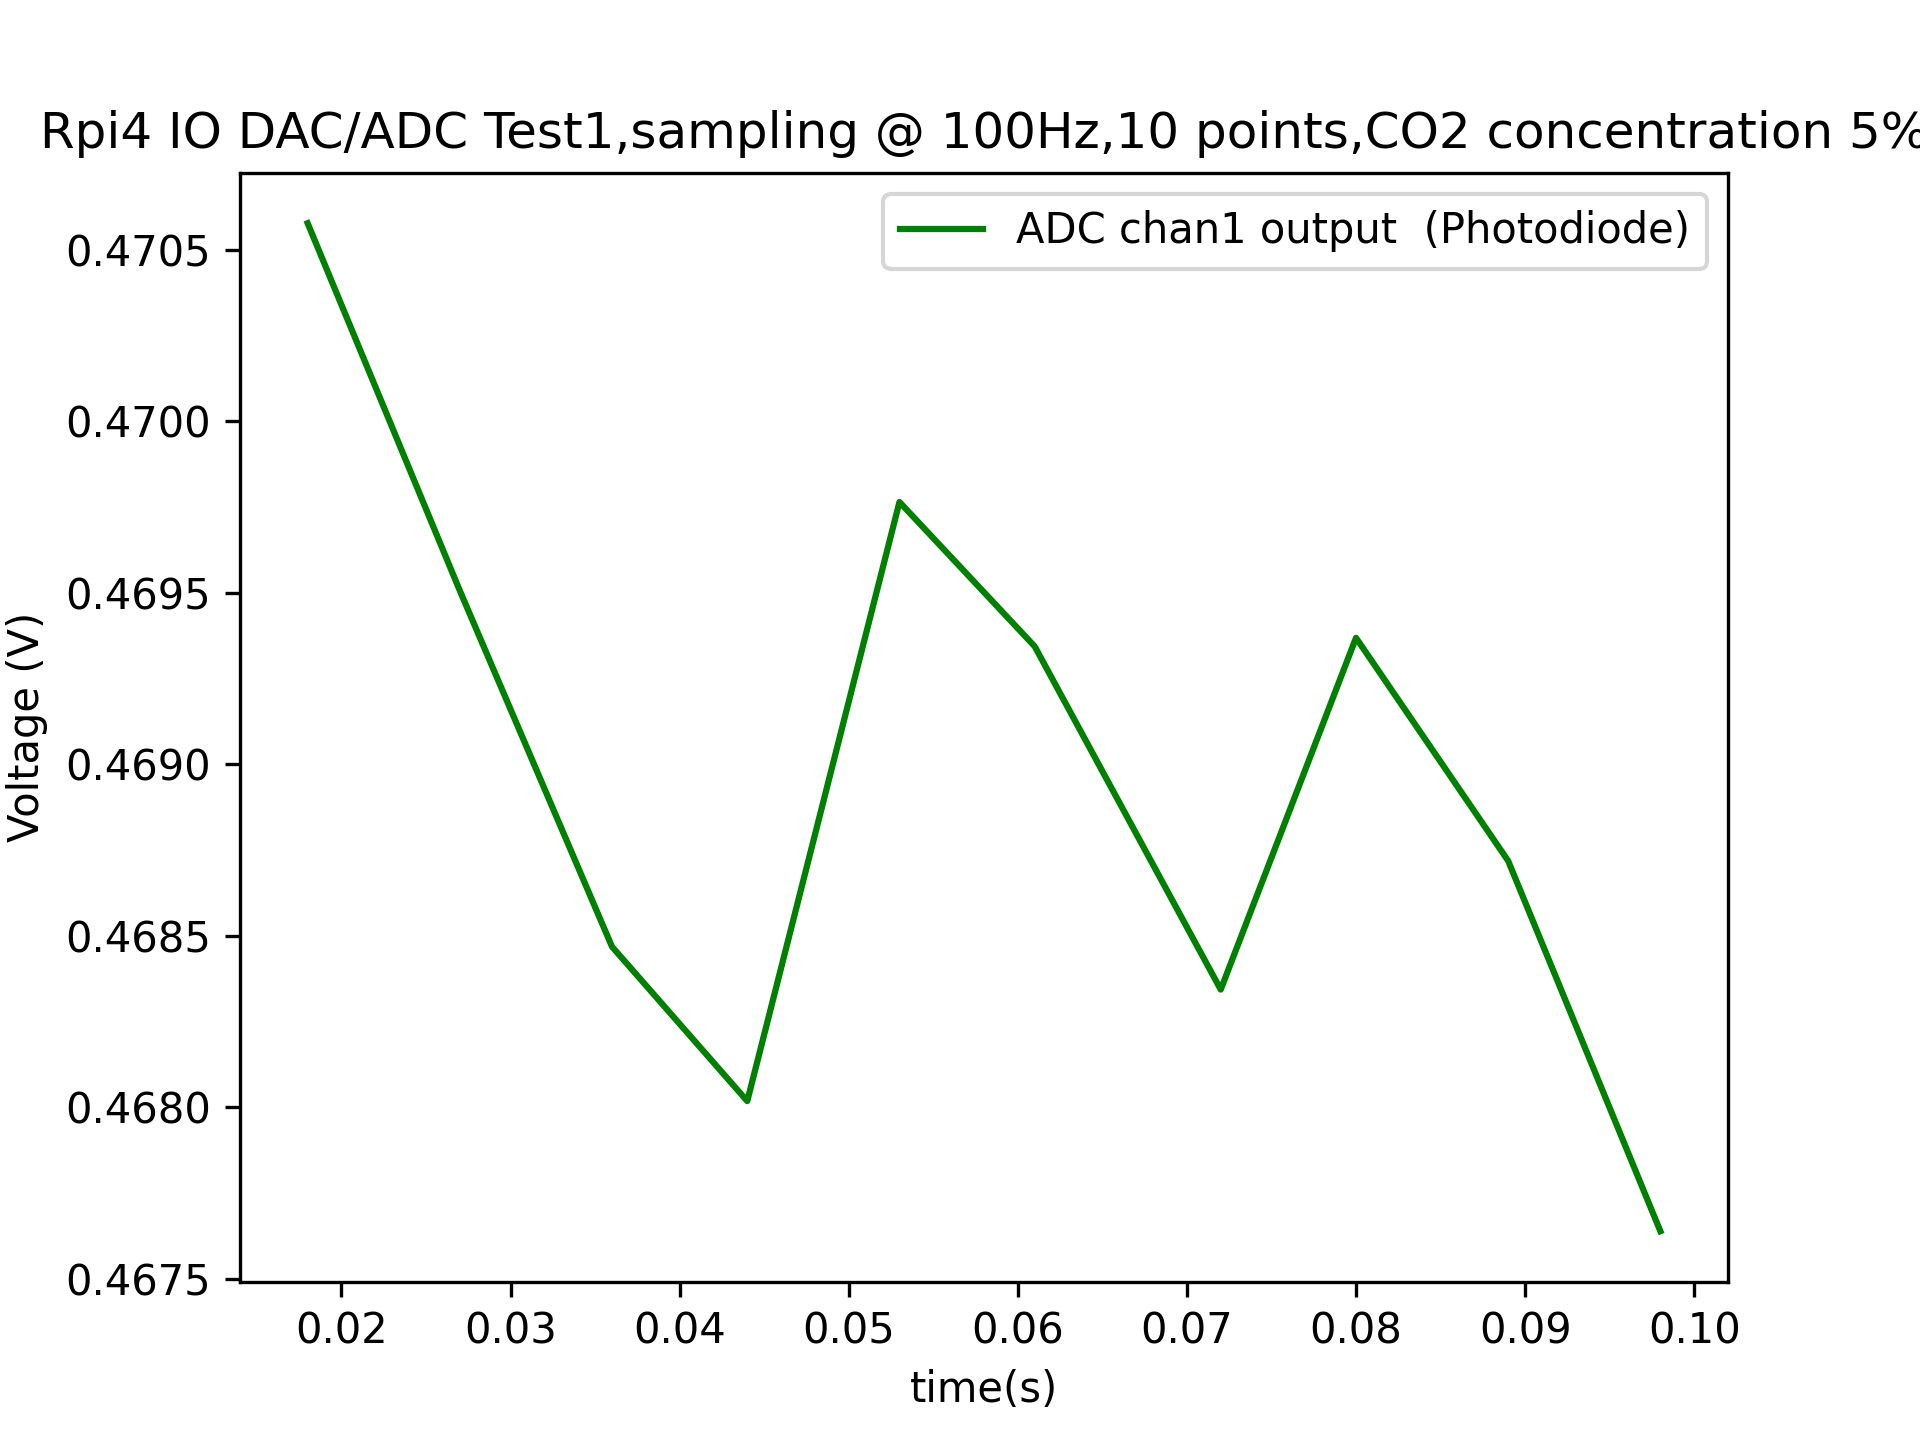 Rpi4 IO DAC/ADC Test1,sampling @ 100Hz,10 points,CO2 concentration 5%
ADC chan1 output  (Photodiode)
0.4705
0.4700
0.4695
0.4690
0.4685
0.4680
0.4675
Voltage (V)
0.02 0.03 0.04 0.05 0.06 0.07 0.08 0.09 0.10
time(s)